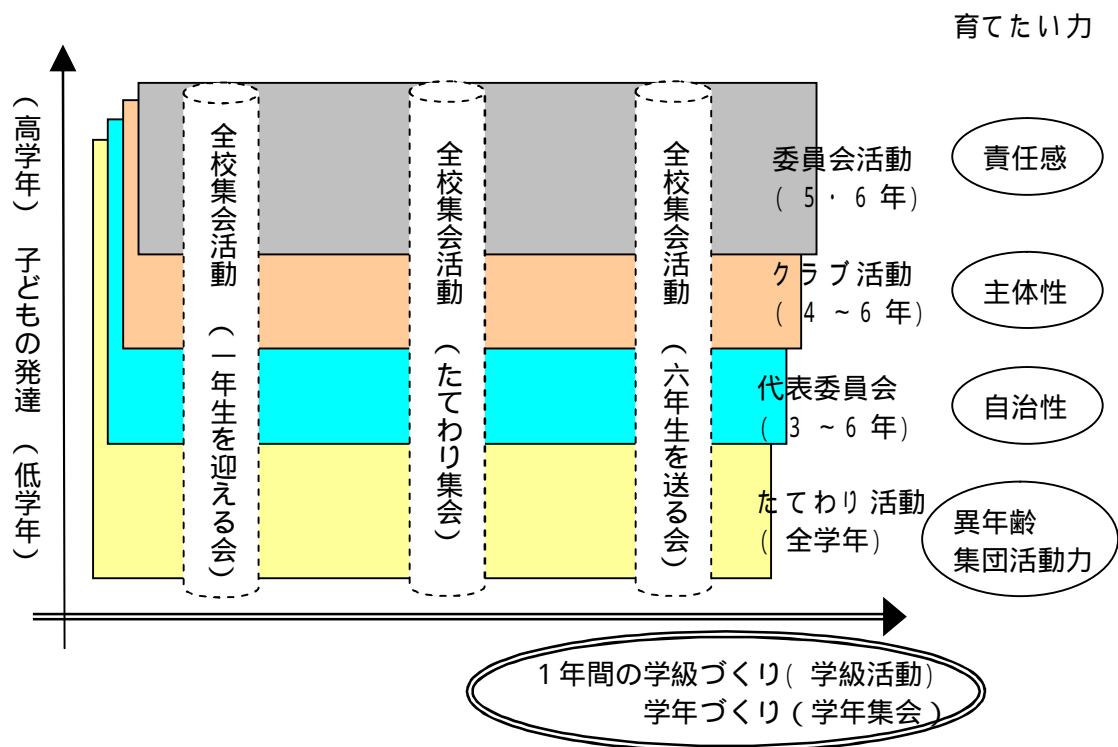 育てたい力
(高学年) 子どもの発達 (低学年)
全校集会活動 (一年生を迎える会)
全校集会活動 (たてわり集会)
全校集会活動 (六年生を送る会)
委員会活動
(5・6年)
責任感
クラブ活動
(4~6年)
主体性
代表委員会
(3~6年)
自治性
たてわり活動
(全学年)
異年齢
集団活動力
1年間の学級づくり(学級活動)
学年づくり(学年集会)